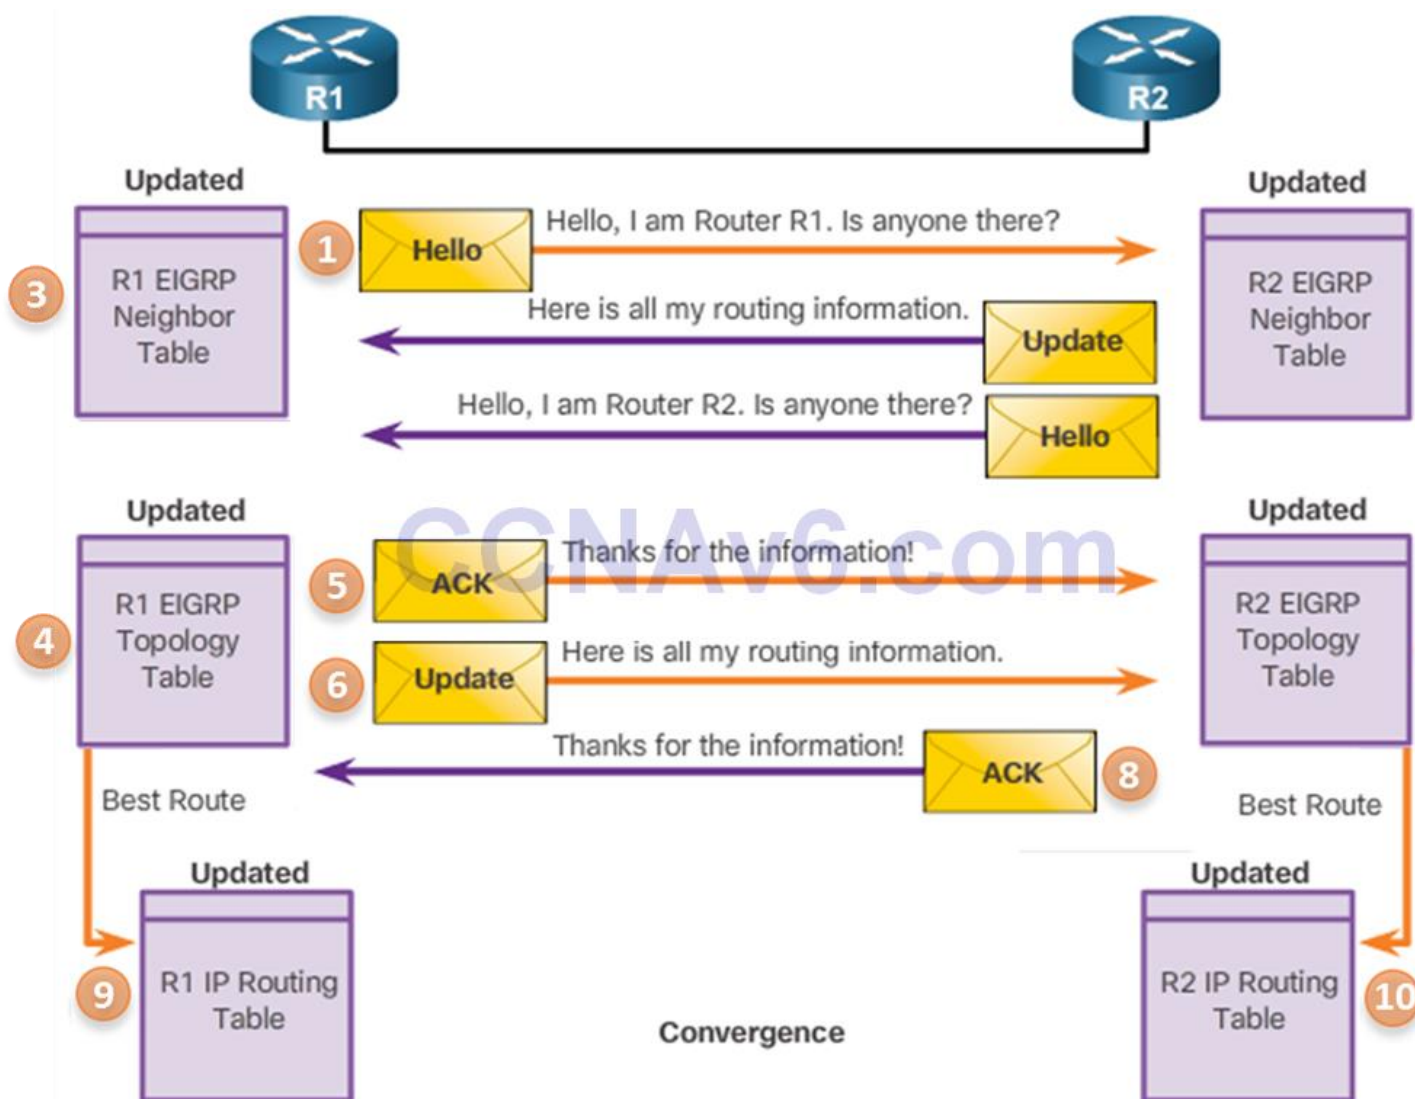 R1
R2
Updated
Updated
R1 EIGRP
Neighbor
Table
3
1
Hello
Hello, I am Router R1. Is anyone there?
Here is all my routing information.
Update
Hello, I am Router R2. Is anyone there?
Hello
R2 EIGRP
Neighbor
Table
Updated
Updated
CCNAv6.com
R1 EIGRP
Topology
Table
4
5
ACK
Thanks for the information!
6
Update
Here is all my routing information.
Thanks for the information!
ACK
8
R2 EIGRP
Topology
Table
Best Route
Best Route
Updated
Updated
R1 IP Routing
Table
9
Convergence
R2 IP Routing
Table
10